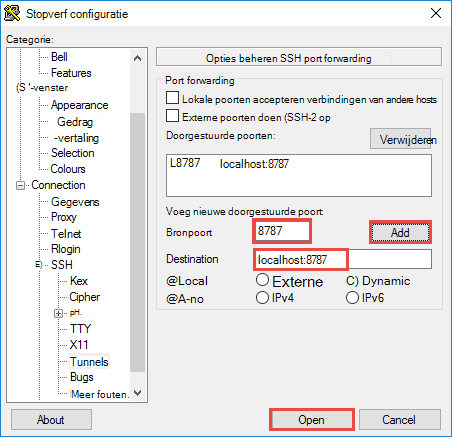 Stopverf configuratie
Categorie:
Bell
Features
(S '-venster
Appearance
Gedrag
-vertaling
Selection
Colours
Connection
Gegevens
Proxy
Telnet
Rlogin
E) SSH
Kex
Cipher
pH.
TTY
X11
Tunnels
Bugs
Meer fouten.
About
Opties beheren SSH port forwarding
Port forwarding
Lokale poorten accepteren verbindingen van andere hosts
Externe poorten doen (SSH-2 op
Doorgestuurde poorten:
Verwijderen
L8787 localhost:8787
Voeg nieuwe doorgestuurde poort
Bronpoort 8787 Add
Destination localhost:8787
@Local Externe C) Dynamic
@A-no IPv4 IPv6
Open Cancel